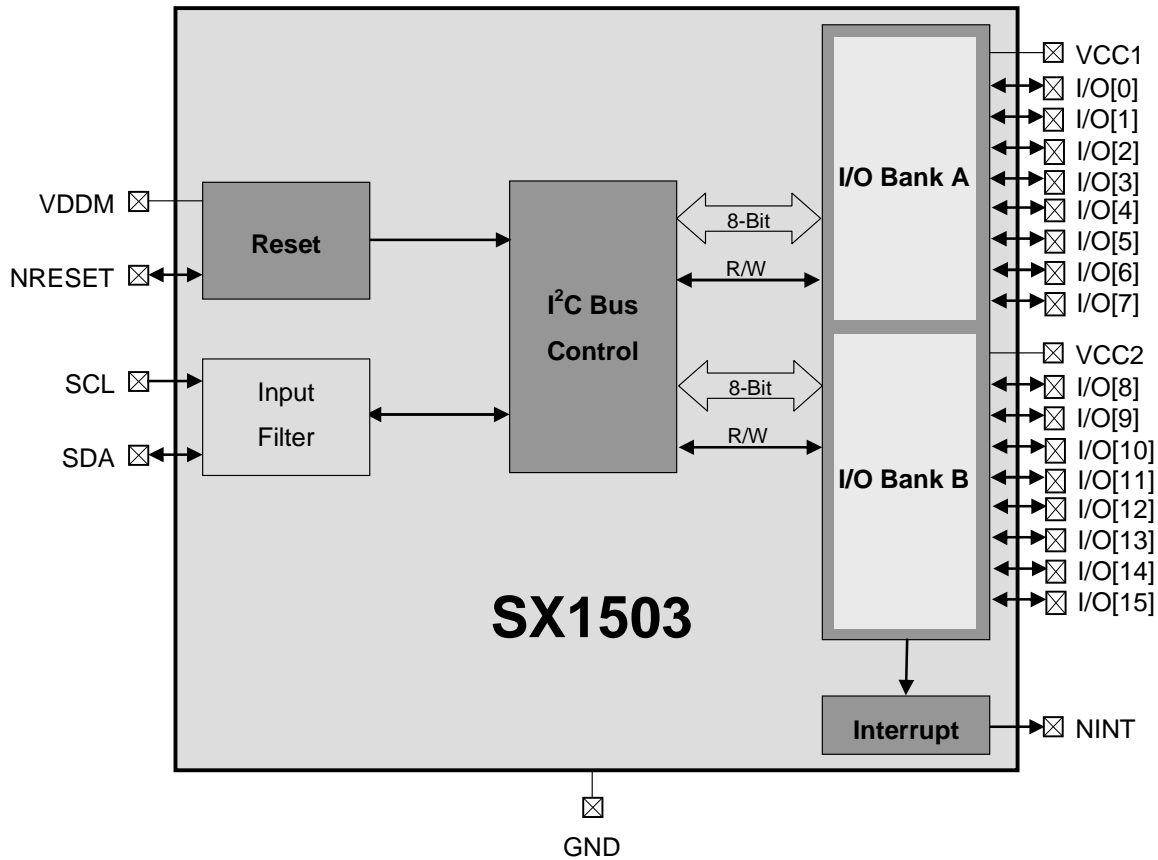 VCC1
I/O[0]
I/O[1]
I/O[2]
I/O[3]
I/O[4]
I/O[5]
I/O[6]
I/O[7]
I/O Bank A
VDDM
NRESET
Reset
8-Bit
R/W
I²C Bus
Control
SCL
SDA
Input
Filter
8-Bit
R/W
VCC2
I/O[8]
I/O[9]
I/O[10]
I/O[11]
I/O[12]
I/O[13]
I/O[14]
I/O[15]
I/O Bank B
SX1503
Interrupt
NINT
GND